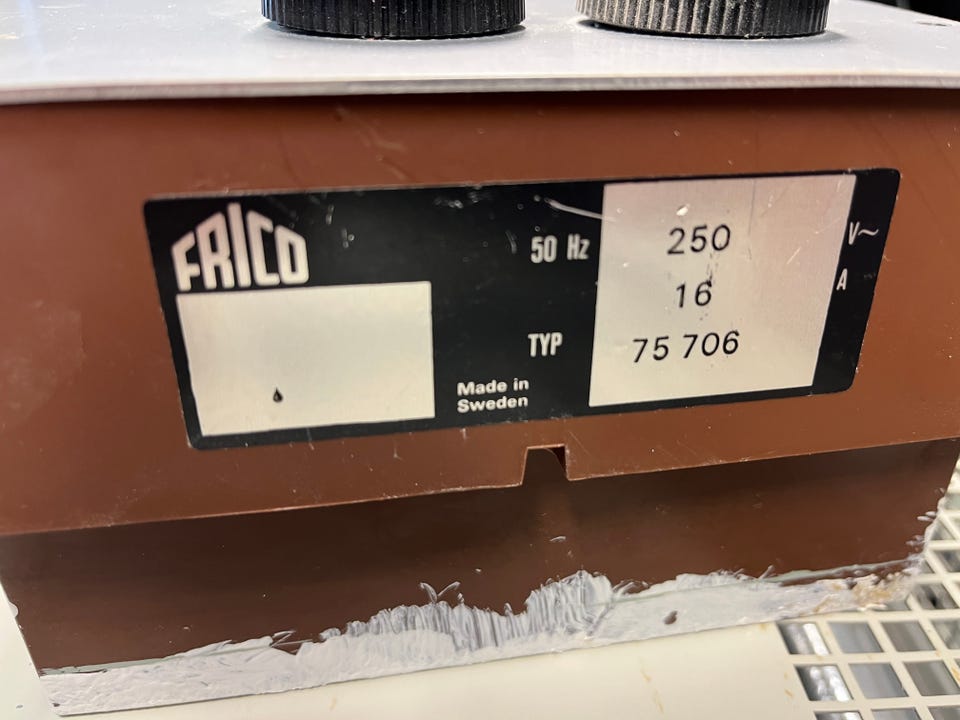 FRICO
50 Hz 250 V~
16 A
TYP 75 706
Made in
Sweden